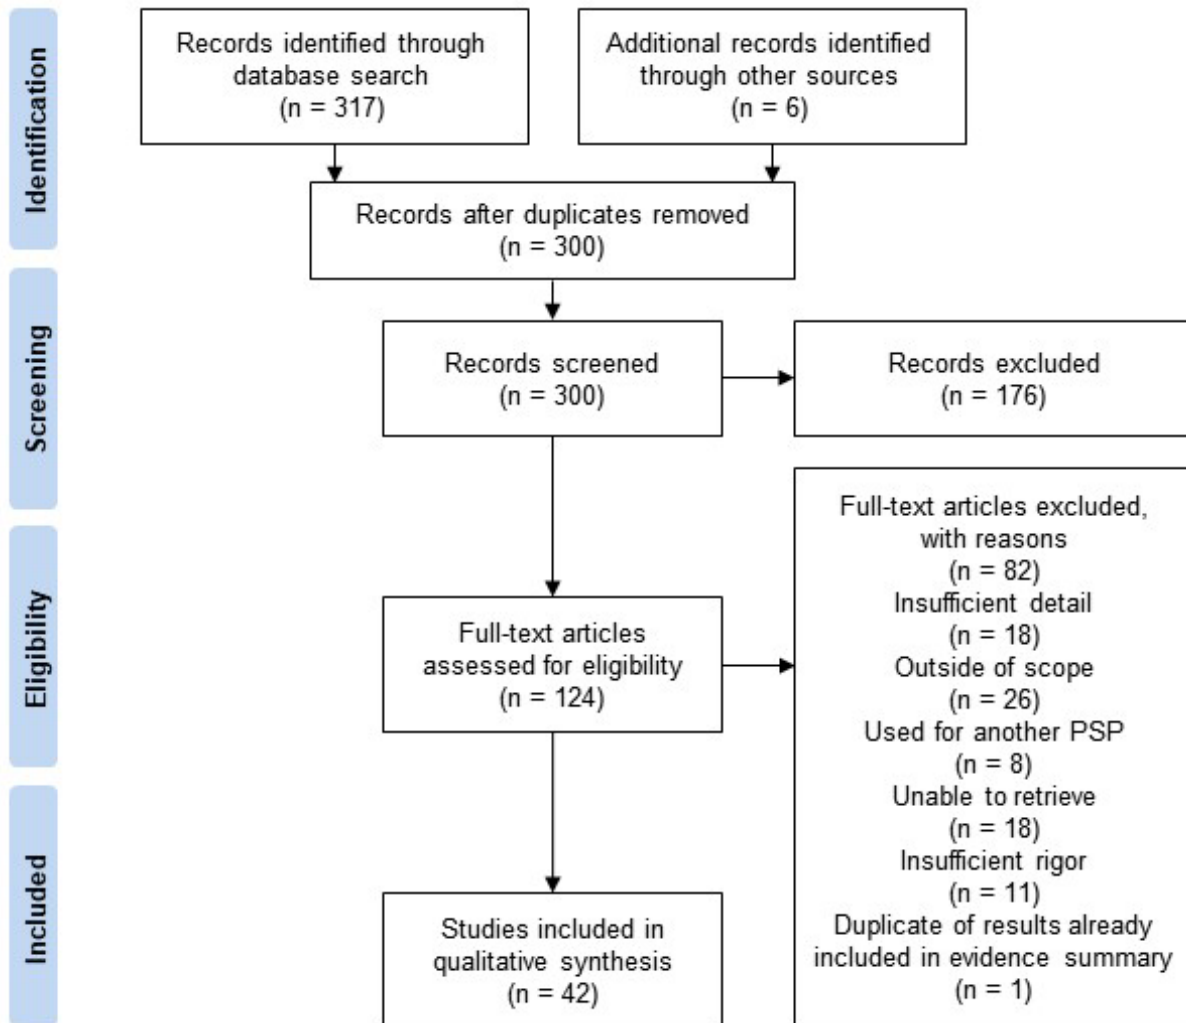 Identification
Records identified through
database search
(n = 317)
Additional records identified
through other sources
(n = 6)
Records after duplicates removed
(n = 300)
Screening
Records screened
(n = 300)
Records excluded
(n = 176)
Eligibility
Full-text articles
assessed for eligibility
(n = 124)
Full-text articles excluded,
with reasons
(n = 82)
Insufficient detail
(n = 18)
Outside of scope
(n = 26)
Used for another PSP
(n = 8)
Unable to retrieve
(n = 18)
Insufficient rigor
(n = 11)
Duplicate of results already
included in evidence summary
(n = 1)
Included
Studies included in
qualitative synthesis
(n = 42)